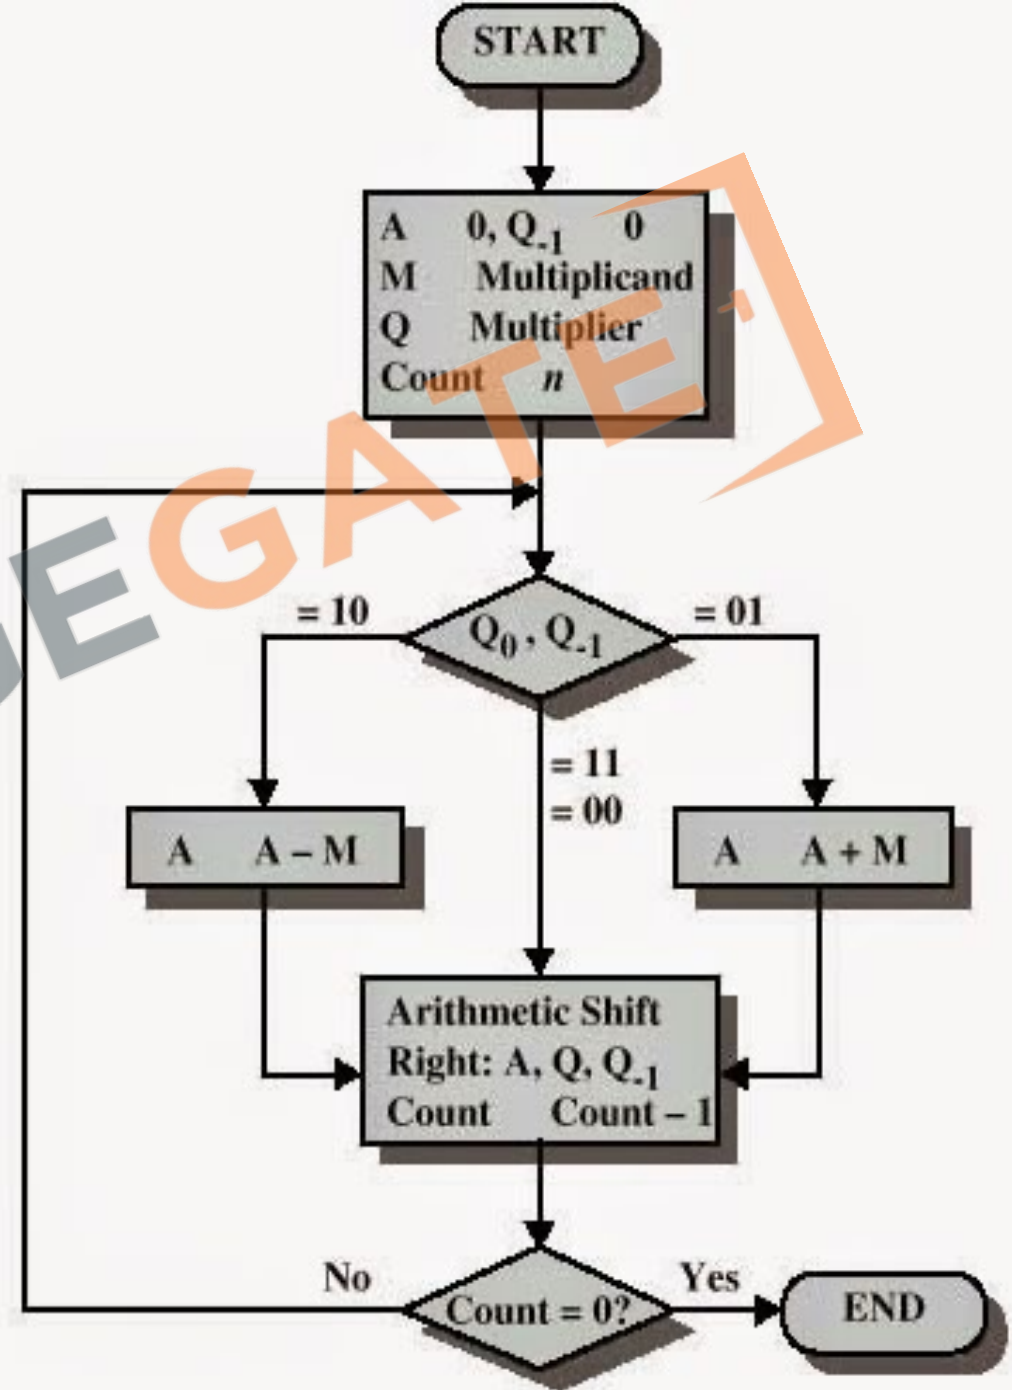 START
A 0, Q-1 0
M Multiplicand
Q Multiplier
Count n
EGATE
= 10
Q0 , Q-1
= 01
= 11
= 00
A A – M
A A + M
Arithmetic Shift
Right: A, Q, Q-1
Count Count – 1
No
Count = 0?
Yes
END